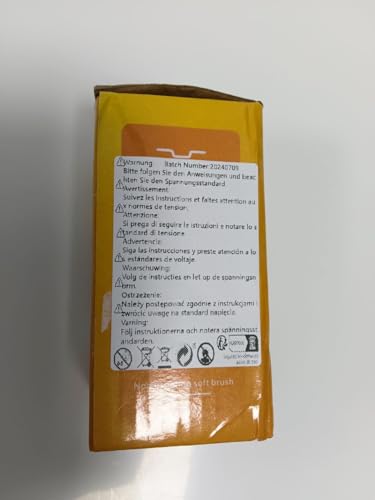 Warnung: Batch Number 20240709
Bitte folgen Sie den Anweisungen und beac
hten Sie den Spannungsstandard.
Avertissement:
Suivez les instructions et faites attention au
x normes de tension.
Attenzione:
Si prega di seguire le istruzioni e notare lo s
tandard di tensione.
Advertencia:
Siga las instrucciones y preste atención a lo
s estándares de voltaje.
Waarschuwing:
Volg de instructies en let op de spanningsn
orm.
Ostrzeżenie:
Należy postępować zgodnie z instrukcjami i
zwrócić uwagę na standard napięcia.
Varning:
Följ instruktionerna och notera spänningsst
andarden.
soft brush